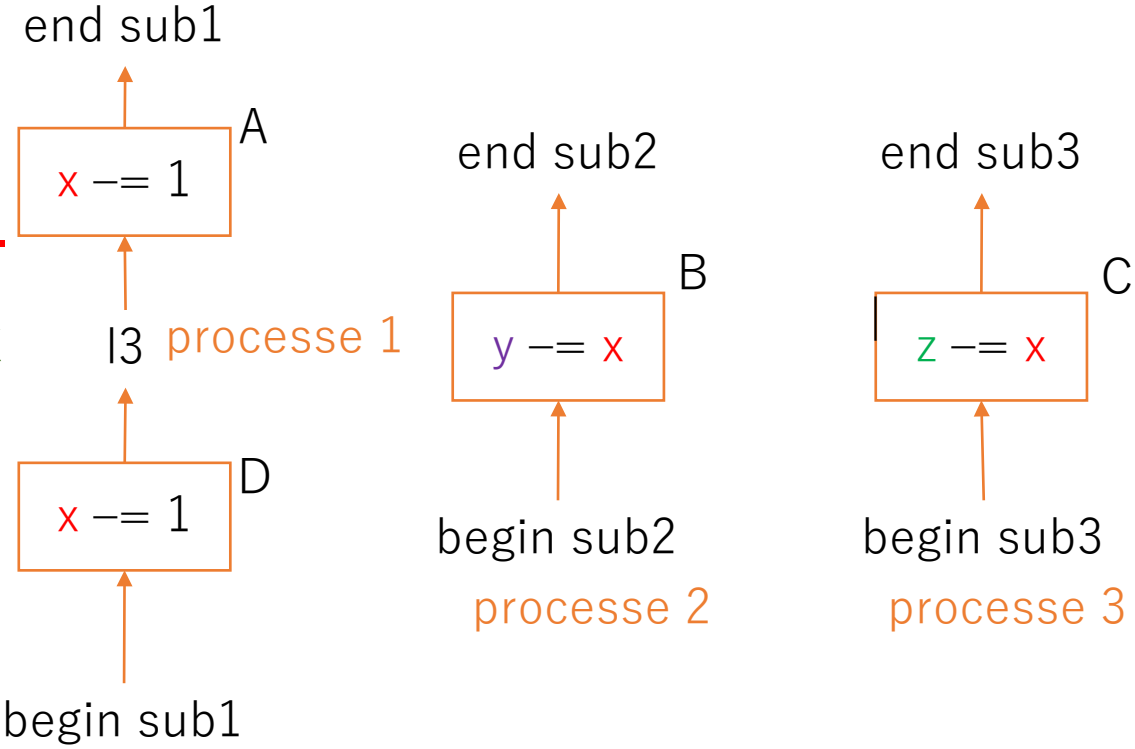 end sub1
A
x −= 1
l3 processe 1
D
x −= 1
begin sub1
end sub2
B
y −= x
begin sub2
processe 2
end sub3
C
z −= x
begin sub3
processe 3